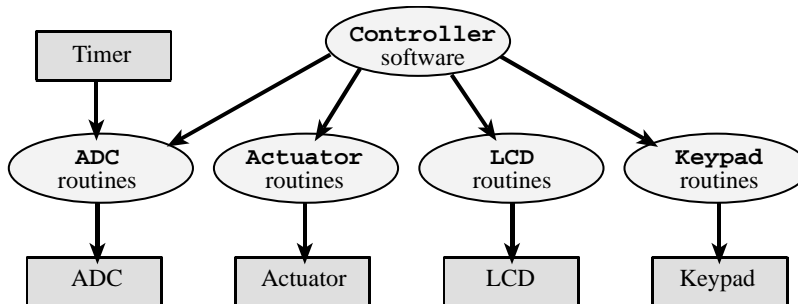 Controller
software
Timer
ADC
routines
Actuator
routines
LCD
routines
Keypad
routines
ADC
Actuator
LCD
Keypad